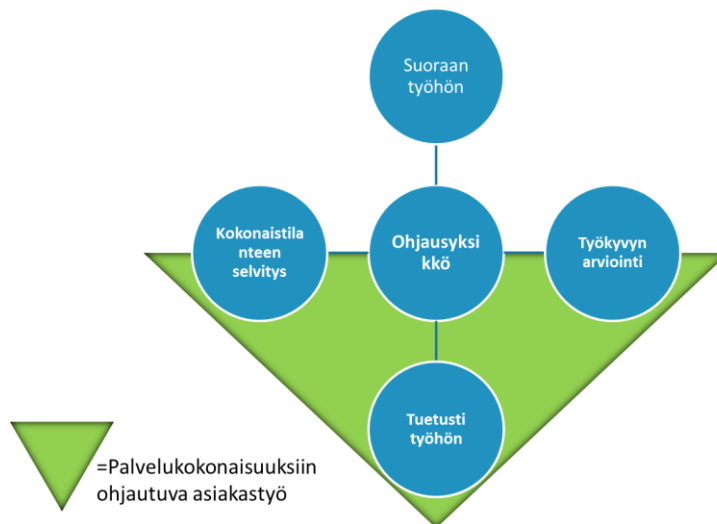 Suoraan
työhön
Kokonaistila
nteen
selvitys
Ohjausyksi
kkö
Työkyvyn
arviointi
Tuetusti
työhön
=Palvelukokonaisuuksiin
ohjautuva asiakastyö